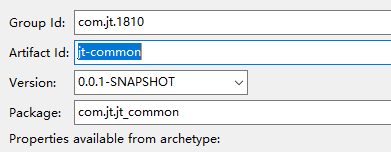 Group Id: com.jt.1810
Artifact Id: jt-common
Version: 0.0.1-SNAPSHOT
Package: com.jt.jt_common
Properties available from archetype: